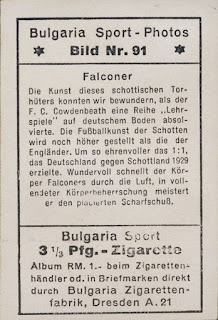 Bulgaria Sport - Photos
Bild Nr. 91
Falconer
Die Kunst dieses schottischen Tor-
hüters konnten wir bewundern, als der
F. C. Cowdenbeath eine Reihe „Lehr-
spiele" auf deutschem Boden absol-
vierte. Die Fußballkunst der Schotten
wird noch höher gestellt als die der
Engländer. Um so ehrenvoller das 1:1,
das Deutschland gegen Schottland 1929
erzielte. Wundervoll schnellt der Kör-
per Falconers durch die Luft, in voll-
endeter Körperbeherrschung meistert
er den placierten Scharfschuß.
Bulgaria Sport
3 1/3 Pfg. - Zigarette
Album RM. 1.- beim Zigaretten-
händler od. in Briefmarken direkt
durch Bulgaria Zigaretten-
fabrik, Dresden A. 21